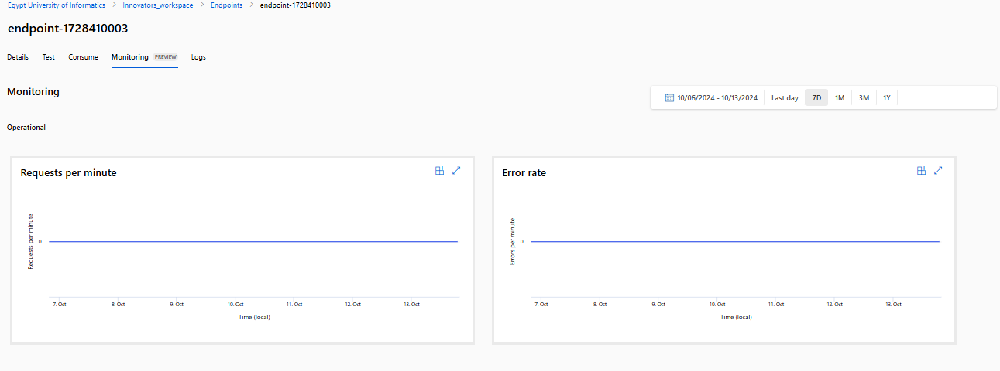 Egypt University of Informatics > Innovators_workspace > Endpoints > endpoint-1728410003
endpoint-1728410003
Details Test Consume Monitoring PREVIEW Logs
Monitoring
10/06/2024 - 10/13/2024 Last day 7D 1M 3M 1Y
Operational
Requests per minute
Requests per minute
0
7. Oct 8. Oct 9. Oct 10. Oct 11. Oct 12. Oct 13. Oct
Time (local)
Error rate
Errors per minute
0
7. Oct 8. Oct 9. Oct 10. Oct 11. Oct 12. Oct 13. Oct
Time (local)